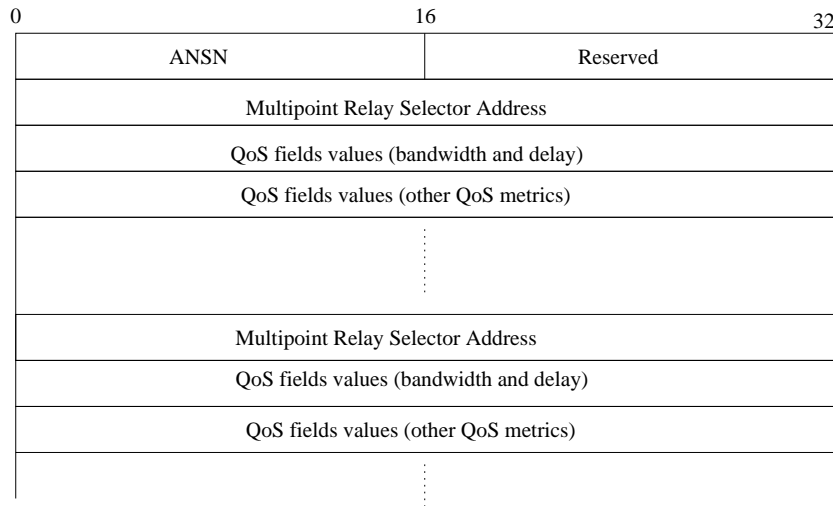 0 16 32
ANSN Reserved
Multipoint Relay Selector Address
QoS fields values (bandwidth and delay)
QoS fields values (other QoS metrics)
Multipoint Relay Selector Address
QoS fields values (bandwidth and delay)
QoS fields values (other QoS metrics)